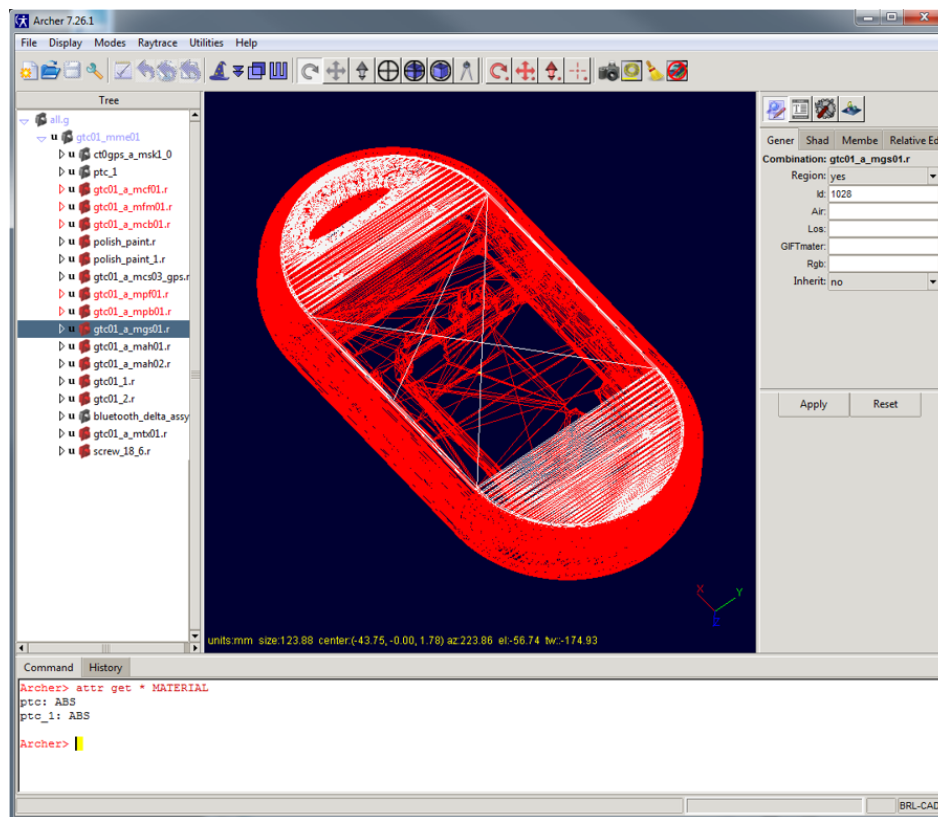 Archer 7.26.1
File Display Modes Raytrace Utilities Help
Tree
all.g
u gtc01_mme01
u ct0gps_a_msk1_0
u ptc_1
u gtc01_a_mcf01.r
u gtc01_a_mfm01.r
u gtc01_a_mcb01.r
u polish_paint.r
u polish_paint_1.r
u gtc01_a_mcs03_gps.r
u gtc01_a_mpf01.r
u gtc01_a_mpb01.r
u gtc01_a_mgs01.r
u gtc01_a_mah01.r
u gtc01_a_mah02.r
u gtc01_1.r
u gtc01_2.r
u bluetooth_delta_assy
u gtc01_a_mtx01.r
u screw_18_6.r
X Y Z
units:mm size:123.88 center:(-43.75, -0.00, 1.78) az:223.86 el:-56.74 tw:-174.93
Gener Shad Membe Relative Ed
Combination: gtc01_a_mgs01.r
Region: yes
Id: 1028
Air:
Los:
GIFTmater:
Rgb:
Inherit: no
Apply Reset
Command History
Archer> attr get * MATERIAL
ptc: ABS
ptc_1: ABS
Archer>
BRL-CAD